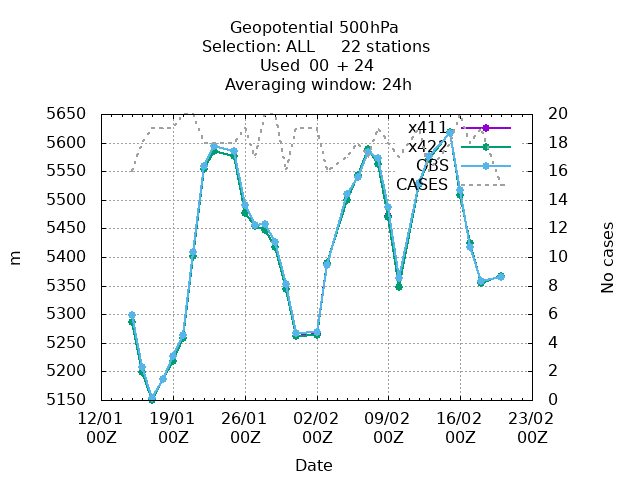 Geopotential 500hPa
Selection: ALL 22 stations
Used 00 + 24
Averaging window: 24h
5650
5600
5550
5500
5450
5400
5350
5300
5250
5200
5150
m
20
18
16
14
12
10
8
6
4
2
0
No cases
x411
x422
OBS
CASES
12/01 19/01 26/01 02/02 09/02 16/02 23/02
00Z 00Z 00Z 00Z 00Z 00Z 00Z
Date